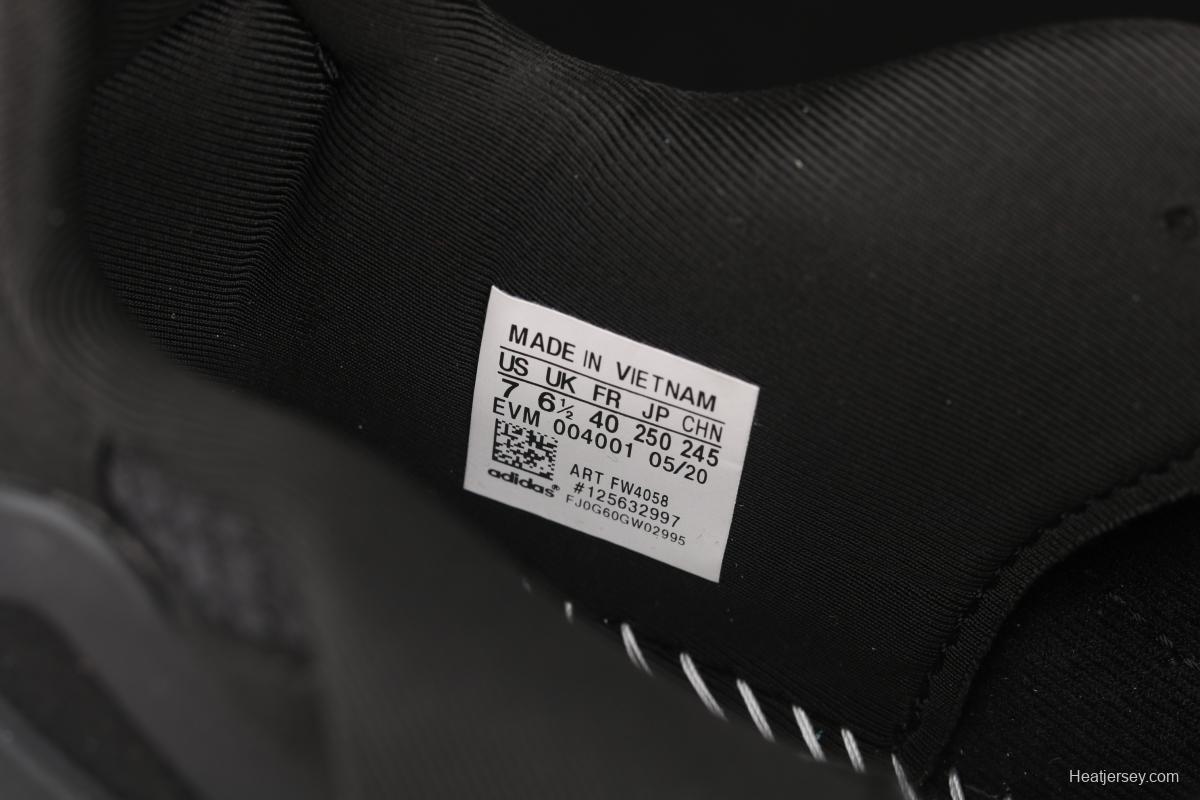 MADE IN VIETNAM
US UK FR JP CHN
7 6½ 40 250 245
EVM 004001 05/20
ART FW4058
#125632997
adidas® FJ0G60GW02995
Heatjersey.com